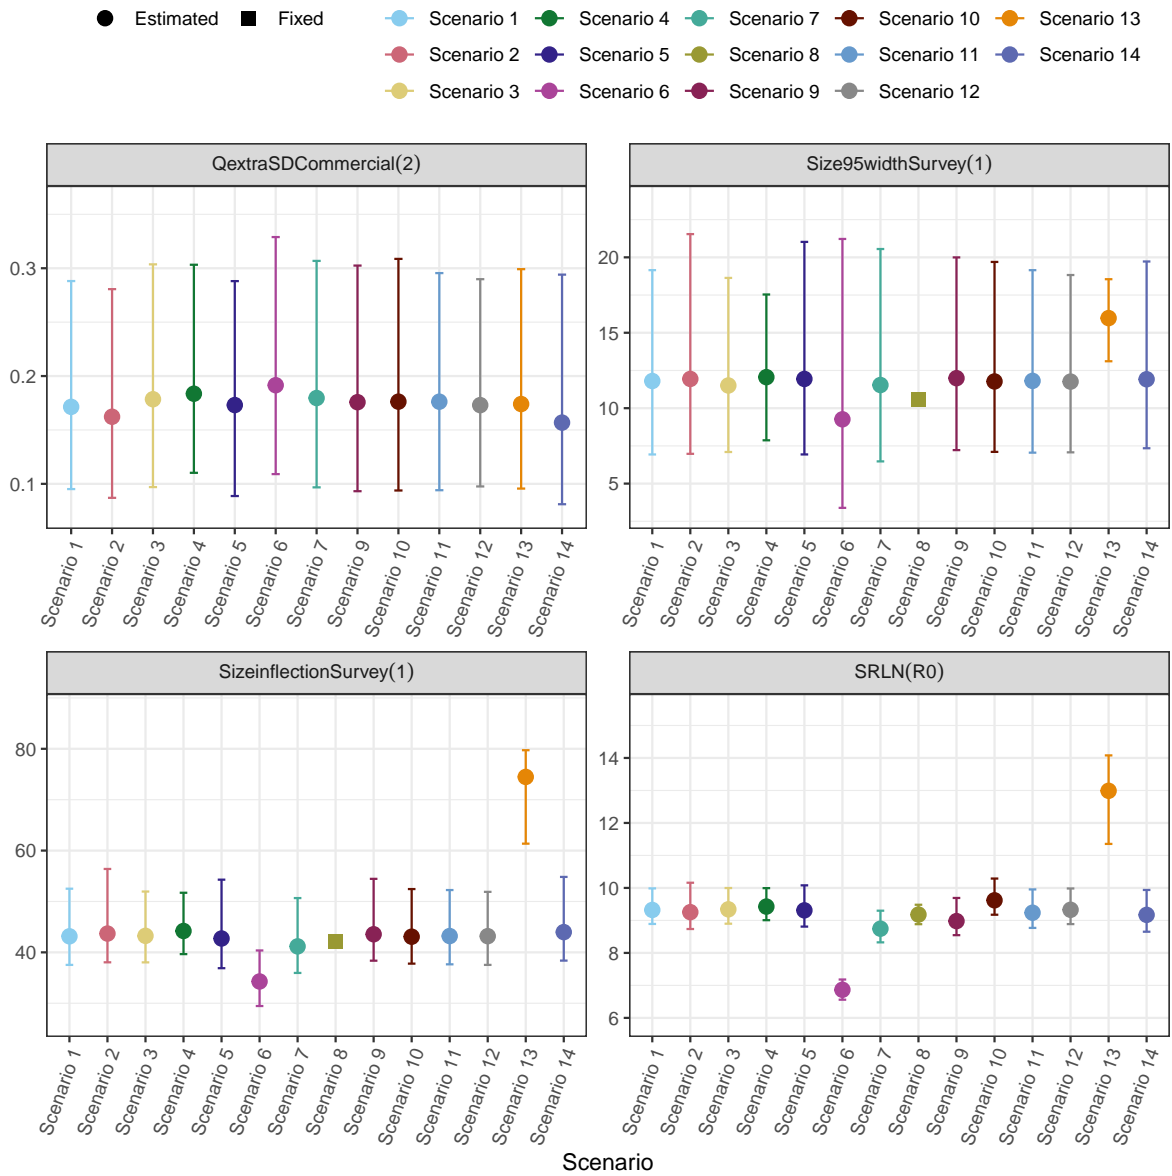 Estimated Fixed Scenario 1 Scenario 4 Scenario 7 Scenario 10 Scenario 13
Scenario 2 Scenario 5 Scenario 8 Scenario 11 Scenario 14
Scenario 3 Scenario 6 Scenario 9 Scenario 12
QextraSDCommercial(2)
0.3
0.2
0.1
Scenario 1 Scenario 2 Scenario 3 Scenario 4 Scenario 5 Scenario 6 Scenario 7 Scenario 9 Scenario 10 Scenario 11 Scenario 12 Scenario 13 Scenario 14
Size95widthSurvey(1)
20
15
10
5
Scenario 1 Scenario 2 Scenario 3 Scenario 4 Scenario 5 Scenario 6 Scenario 7 Scenario 8 Scenario 9 Scenario 10 Scenario 11 Scenario 12 Scenario 13 Scenario 14
SizeinflectionSurvey(1)
80
60
40
Scenario 1 Scenario 2 Scenario 3 Scenario 4 Scenario 5 Scenario 6 Scenario 7 Scenario 8 Scenario 9 Scenario 10 Scenario 11 Scenario 12 Scenario 13 Scenario 14
SRLN(R0)
14
12
10
8
6
Scenario 1 Scenario 2 Scenario 3 Scenario 4 Scenario 5 Scenario 6 Scenario 7 Scenario 8 Scenario 9 Scenario 10 Scenario 11 Scenario 12 Scenario 13 Scenario 14
Scenario